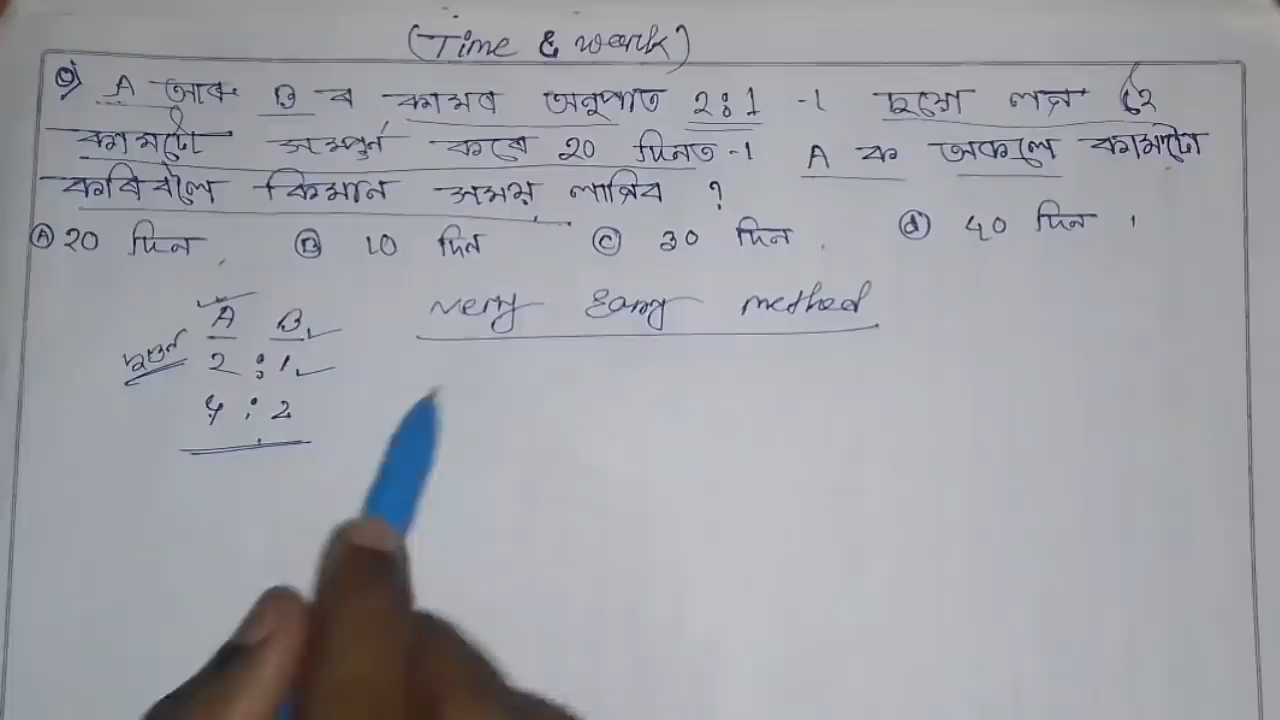 (Time & work)
Q) A আৰু B ৰ কামৰ অনুপাত 2:1 । দুয়ো লগ হৈ
কামটো সম্পুৰ্ন কৰে 20 দিনত । A ক অকলে কামটো
কৰিবলৈ কিমান সময় লাগিব ?
Ⓐ 20 দিন Ⓑ 10 দিন Ⓒ 30 দিন ⓓ 40 দিন
Very Easy method
A B
দুগুন 2 : 1
4 : 2